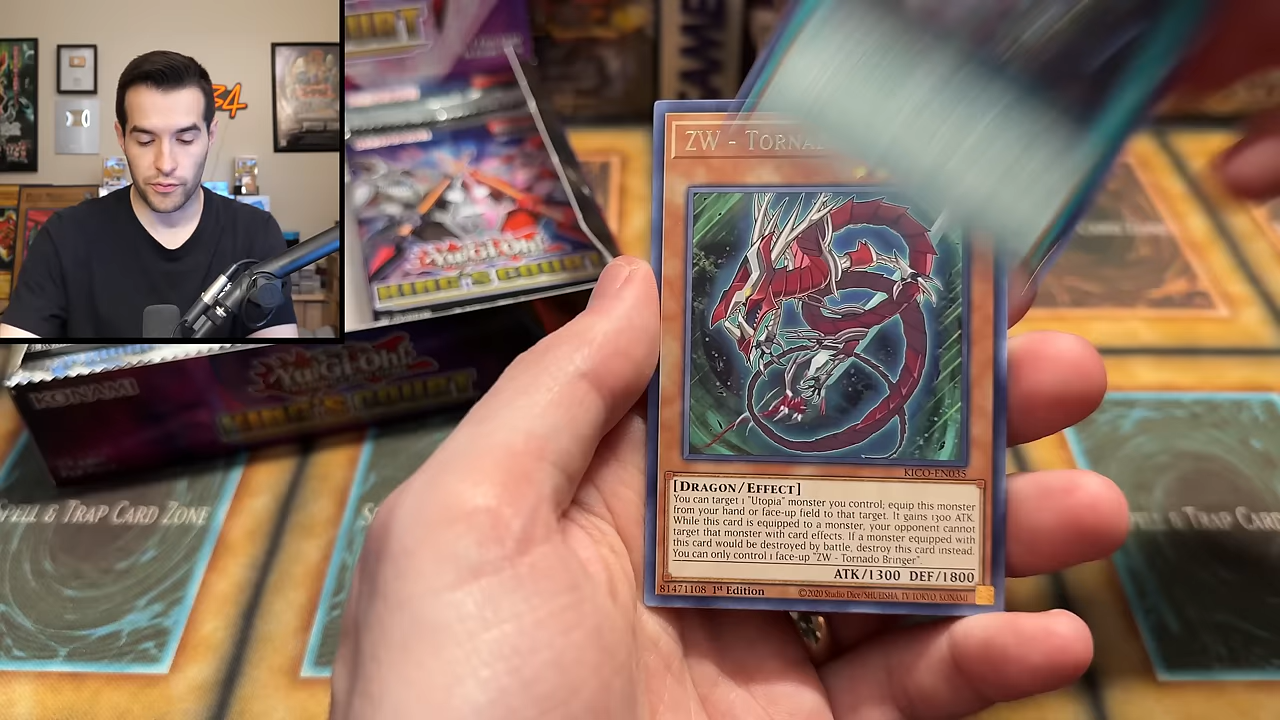 34
COURT
Yu-Gi-Oh!
KING'S COURT
KONAMI
Yu-Gi-Oh!
KING'S COURT
GAME
ZW - TORNA
KICO-EN035
[DRAGON/EFFECT]
You can target 1 "Utopia" monster you control; equip this monster
from your hand or face-up field to that target. It gains 1300 ATK.
While this card is equipped to a monster, your opponent cannot
target that monster with card effects. If a monster equipped with
this card would be destroyed by battle, destroy this card instead.
You can only control 1 face-up "ZW - Tornado Bringer".
ATK/1300 DEF/1800
81471108 1st Edition
©2020 Studio Dice/SHUEISHA, TV TOKYO, KONAMI
SPELL & TRAP CARD ZONE
SPELL & TRAP CARD